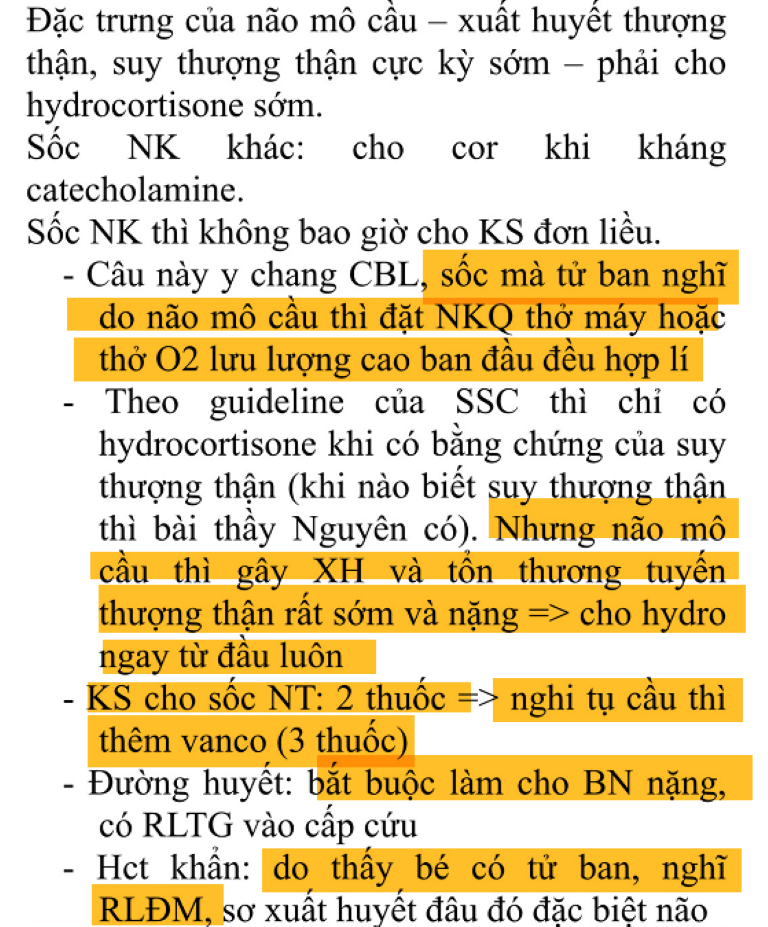 Đặc trưng của não mô cầu – xuất huyết thượng
thận, suy thượng thận cực kỳ sớm – phải cho
hydrocortisone sớm.
Sốc NK khác: cho cor khi kháng
catecholamine.
Sốc NK thì không bao giờ cho KS đơn liều.
- Câu này y chang CBL, sốc mà tử ban nghĩ
do não mô cầu thì đặt NKQ thở máy hoặc
thở O2 lưu lượng cao ban đầu đều hợp lí
- Theo guideline của SSC thì chỉ có
hydrocortisone khi có bằng chứng của suy
thượng thận (khi nào biết suy thượng thận
thì bài thầy Nguyên có). Nhưng não mô
cầu thì gây XH và tổn thương tuyến
thượng thận rất sớm và nặng => cho hydro
ngay từ đầu luôn
- KS cho sốc NT: 2 thuốc => nghi tụ cầu thì
thêm vanco (3 thuốc)
- Đường huyết: bắt buộc làm cho BN nặng,
có RLTG vào cấp cứu
- Hct khẩn: do thấy bé có tử ban, nghĩ
RLĐM, sơ xuất huyết đâu đó đặc biệt não